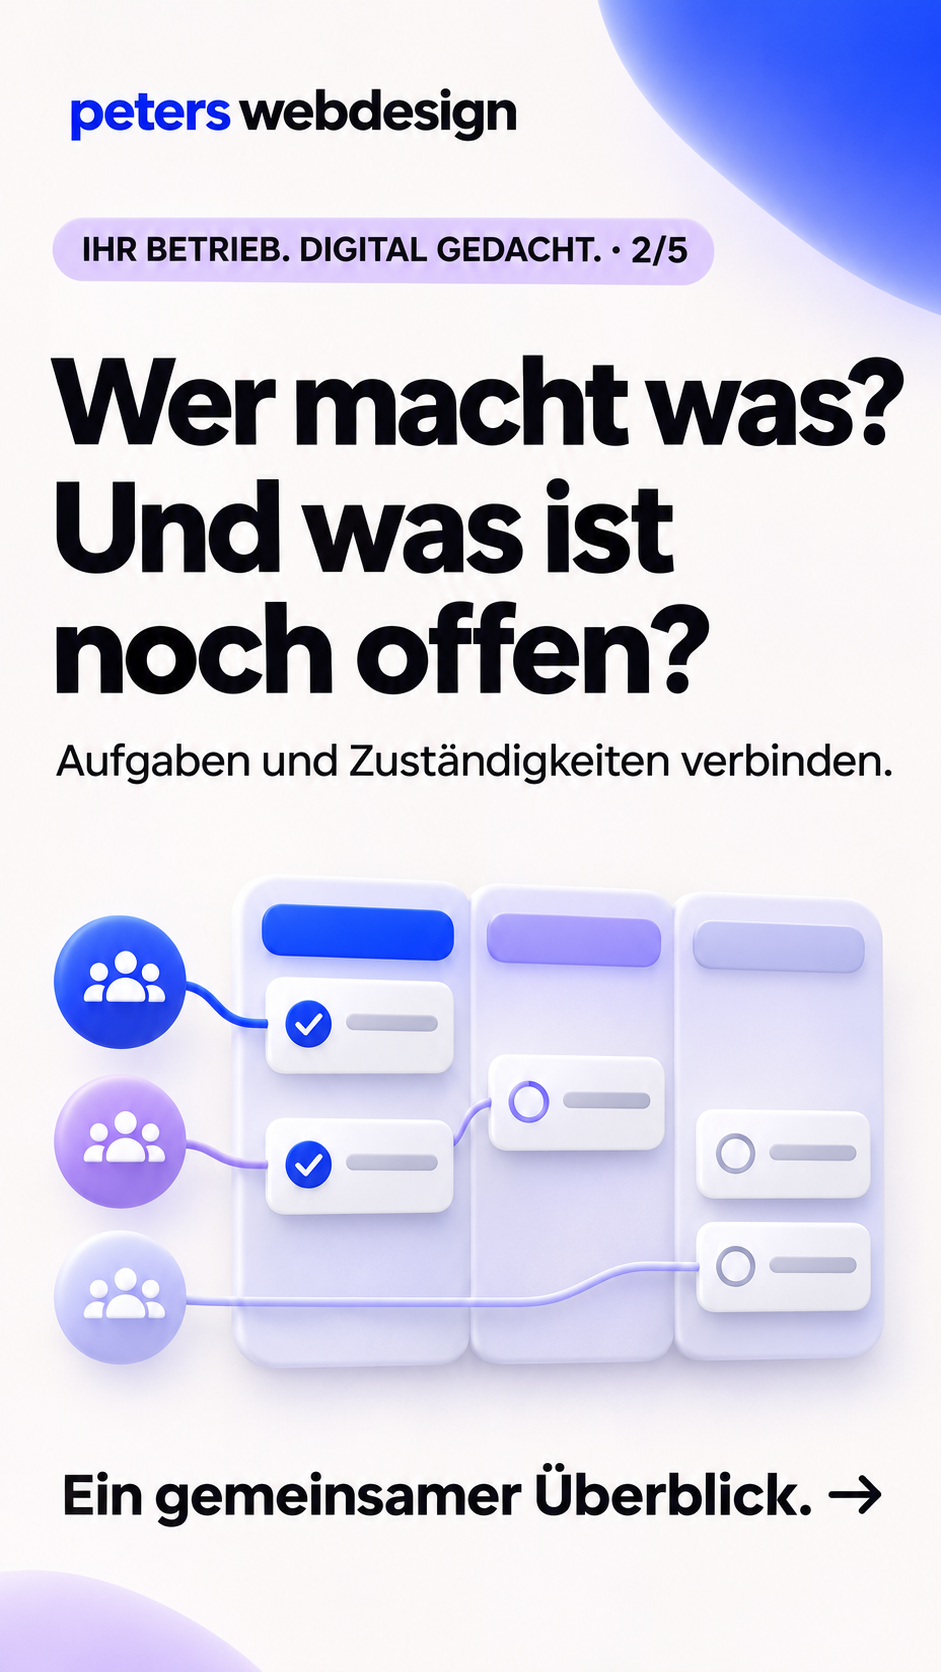 peters webdesign
IHR BETRIEB. DIGITAL GEDACHT. · 2/5
Wer macht was?
Und was ist
noch offen?
Aufgaben und Zuständigkeiten verbinden.
Ein gemeinsamer Überblick. →